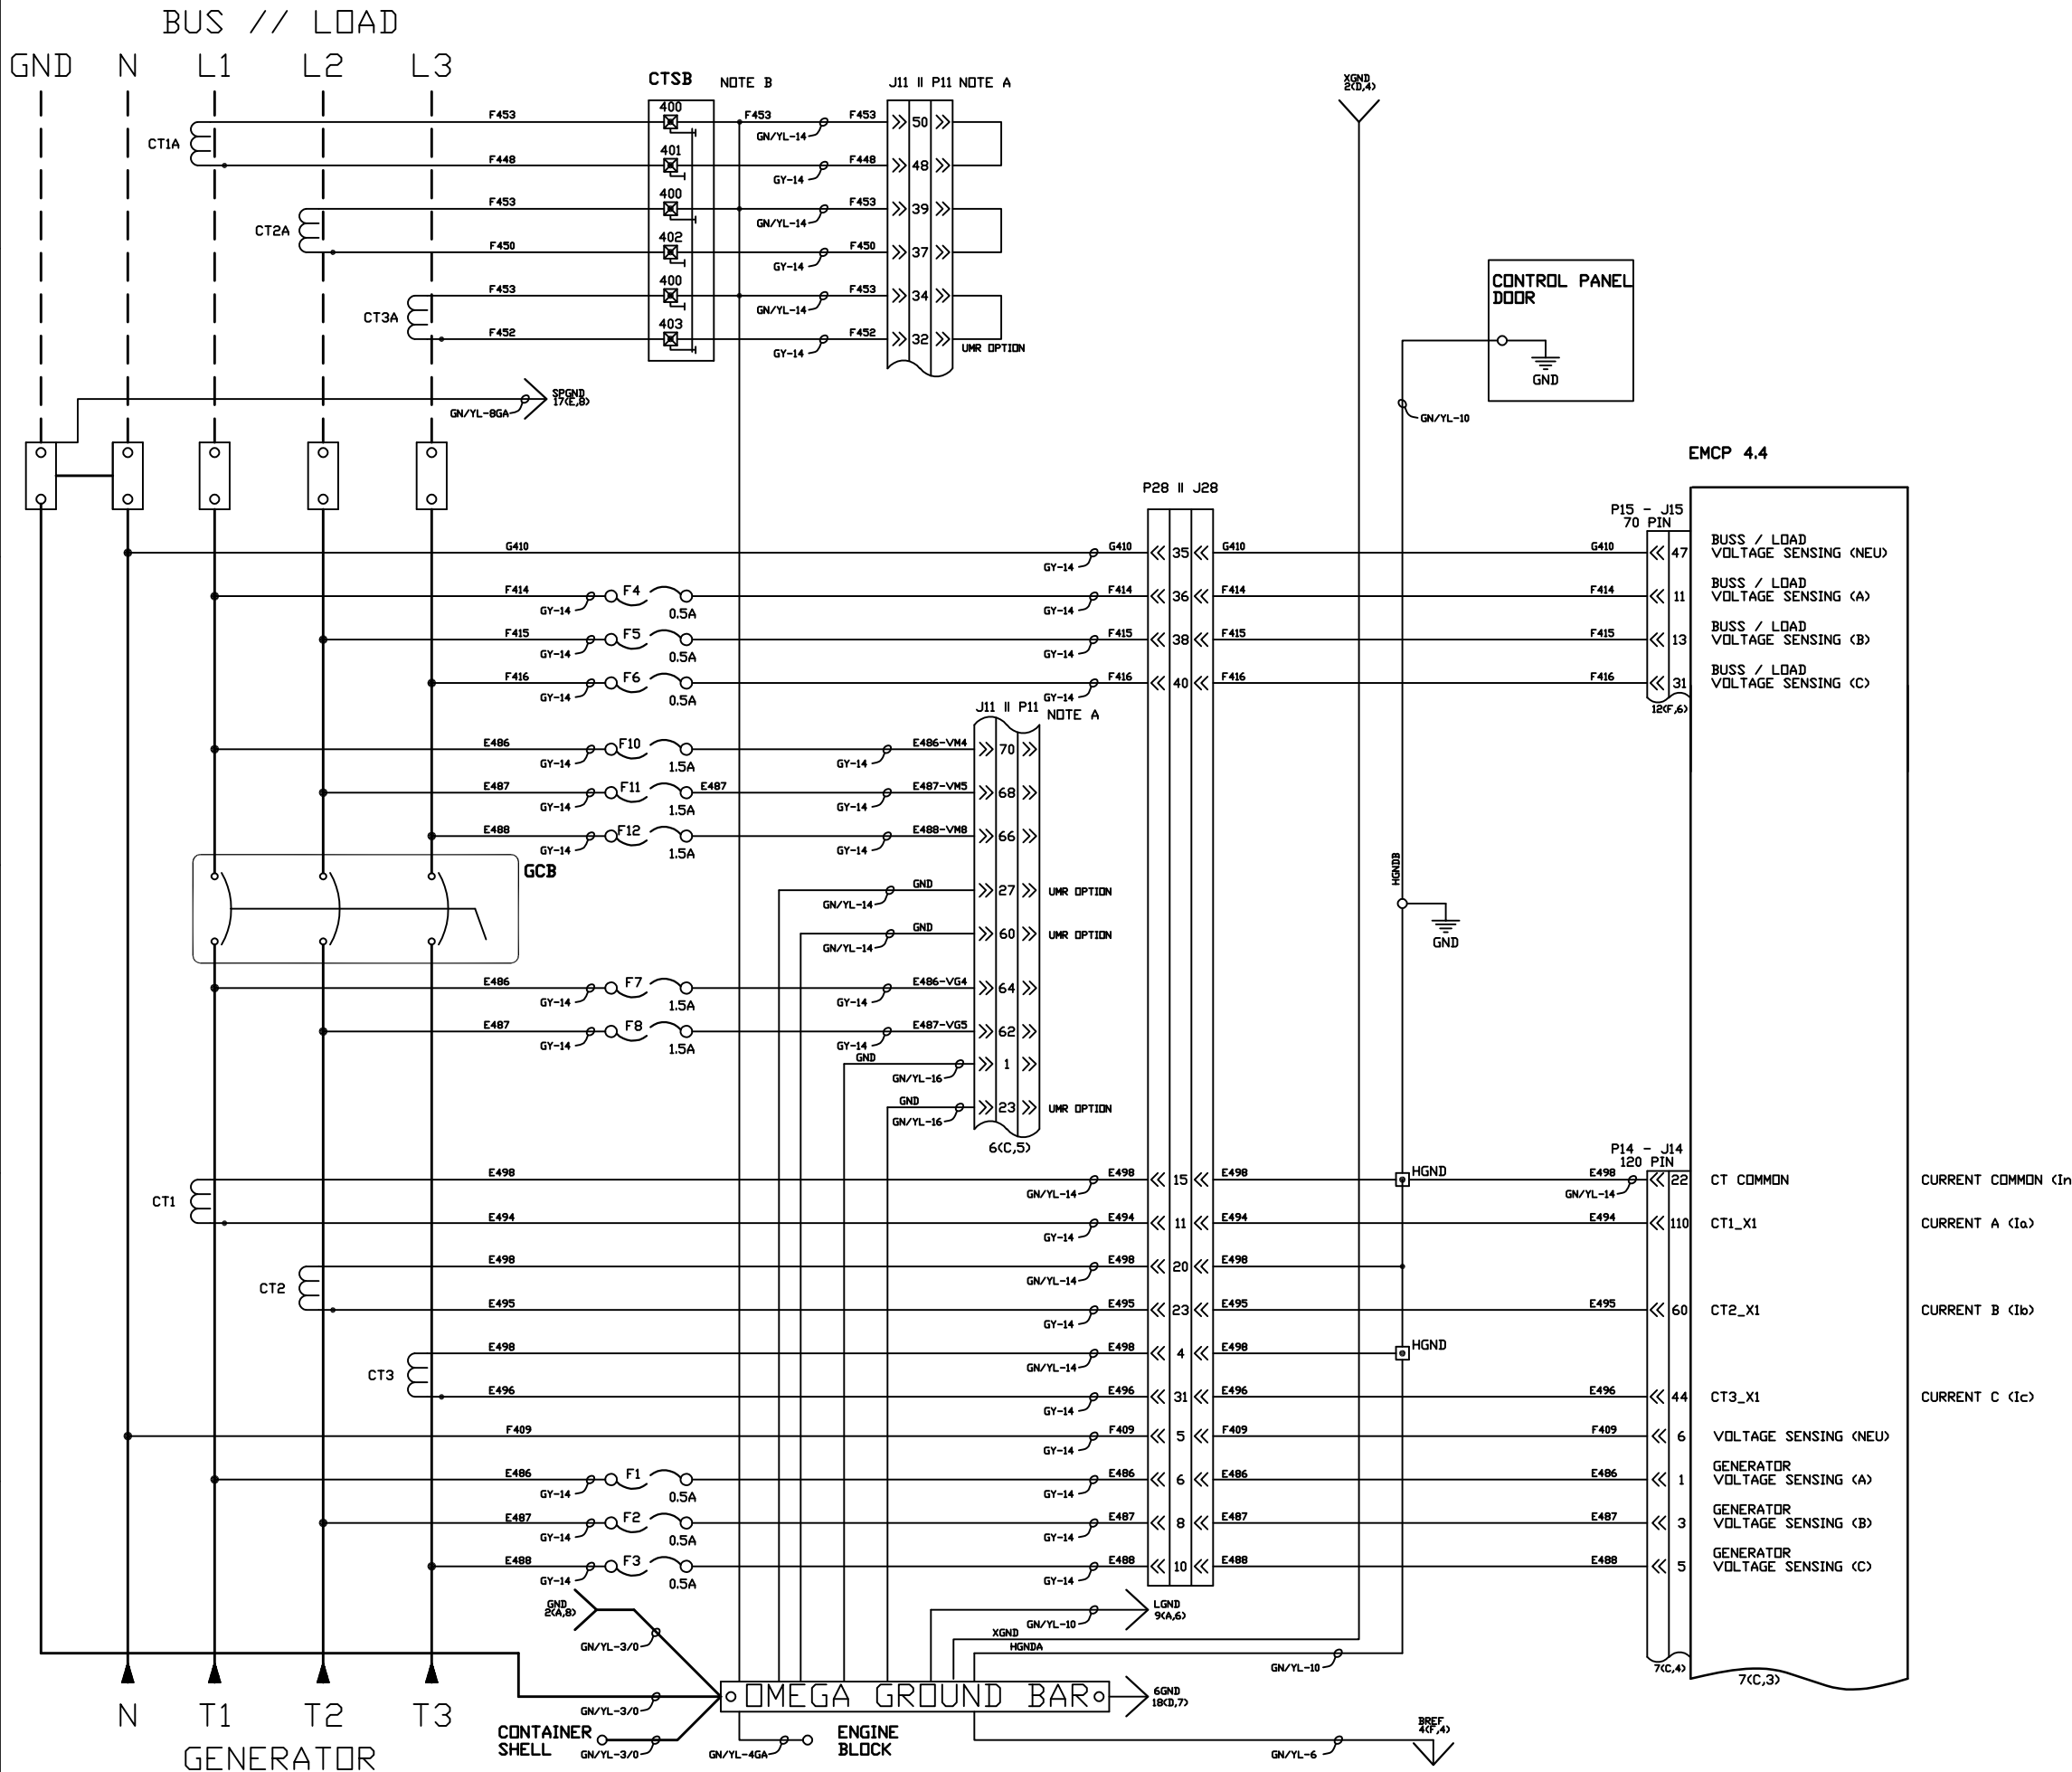 BUS // LOAD
GND N L1 L2 L3
CTSB NOTE B J11 || P11 NOTE A
XGND
2(D,4)
CT1A F453 400 F453 GN/YL-14 F453 50
F448 401 GY-14 F448 48
CT2A F453 400 GN/YL-14 F453 39
F450 402 GY-14 F450 37
CT3A F453 400 GN/YL-14 F453 34
F452 403 GY-14 F452 32
UMR OPTION
CONTROL PANEL
DOOR
GND
GN/YL-10
GN/YL-8GA
SPGND
17(E,8)
EMCP 4.4
P28 || J28
P15 - J15
70 PIN
G410 GY-14 G410 35 G410 G410 47
BUSS / LOAD
VOLTAGE SENSING (NEU)
F414 GY-14 F4 0.5A GY-14 F414 36 F414 F414 11
BUSS / LOAD
VOLTAGE SENSING (A)
F415 GY-14 F5 0.5A GY-14 F415 38 F415 F415 13
BUSS / LOAD
VOLTAGE SENSING (B)
F416 GY-14 F6 0.5A GY-14 F416 40 F416 F416 31
BUSS / LOAD
VOLTAGE SENSING (C)
12(F,6)
J11 || P11 NOTE A
E486 GY-14 F10 1.5A GY-14 E486-VM4 70
E487 GY-14 F11 1.5A E487 GY-14 E487-VM5 68
E488 GY-14 F12 1.5A GY-14 E488-VM8 66
GCB
GN/YL-14 GND 27 UMR OPTION
GN/YL-14 GND 60 UMR OPTION
HGNDB
GND
E486 GY-14 F7 1.5A GY-14 E486-VG4 64
E487 GY-14 F8 1.5A GY-14 E487-VG5 62
GND GN/YL-16 1
GND GN/YL-16 23 UMR OPTION
6(C,5)
P14 - J14
120 PIN
CT1 E498 GN/YL-14 E498 15 E498 HGND E498 GN/YL-14 22 CT COMMON CURRENT COMMON (In
E494 GY-14 E494 11 E494 E494 110 CT1_X1 CURRENT A (Ia)
CT2 E498 GN/YL-14 E498 20 E498
E495 GY-14 E495 23 E495 E495 60 CT2_X1 CURRENT B (Ib)
CT3 E498 GN/YL-14 E498 4 E498 HGND
E496 GY-14 E496 31 E496 E496 44 CT3_X1 CURRENT C (Ic)
F409 GY-14 F409 5 F409 F409 6 VOLTAGE SENSING (NEU)
E486 GY-14 F1 0.5A GY-14 E486 6 E486 E486 1
GENERATOR
VOLTAGE SENSING (A)
E487 GY-14 F2 0.5A GY-14 E487 8 E487 E487 3
GENERATOR
VOLTAGE SENSING (B)
E488 GY-14 F3 0.5A GY-14 E488 10 E488 E488 5
GENERATOR
VOLTAGE SENSING (C)
GND
2(A,8)
GN/YL-3/0
GN/YL-10
LGND
9(A,6)
XGND
HGNDA
GN/YL-10
7(C,4)
7(C,3)
OMEGA GROUND BAR
6GND
18(D,7)
GN/YL-3/0
N T1 T2 T3
GENERATOR
CONTAINER
SHELL
GN/YL-3/0
GN/YL-4GA
ENGINE
BLOCK
GN/YL-6
BREF
4(F,4)